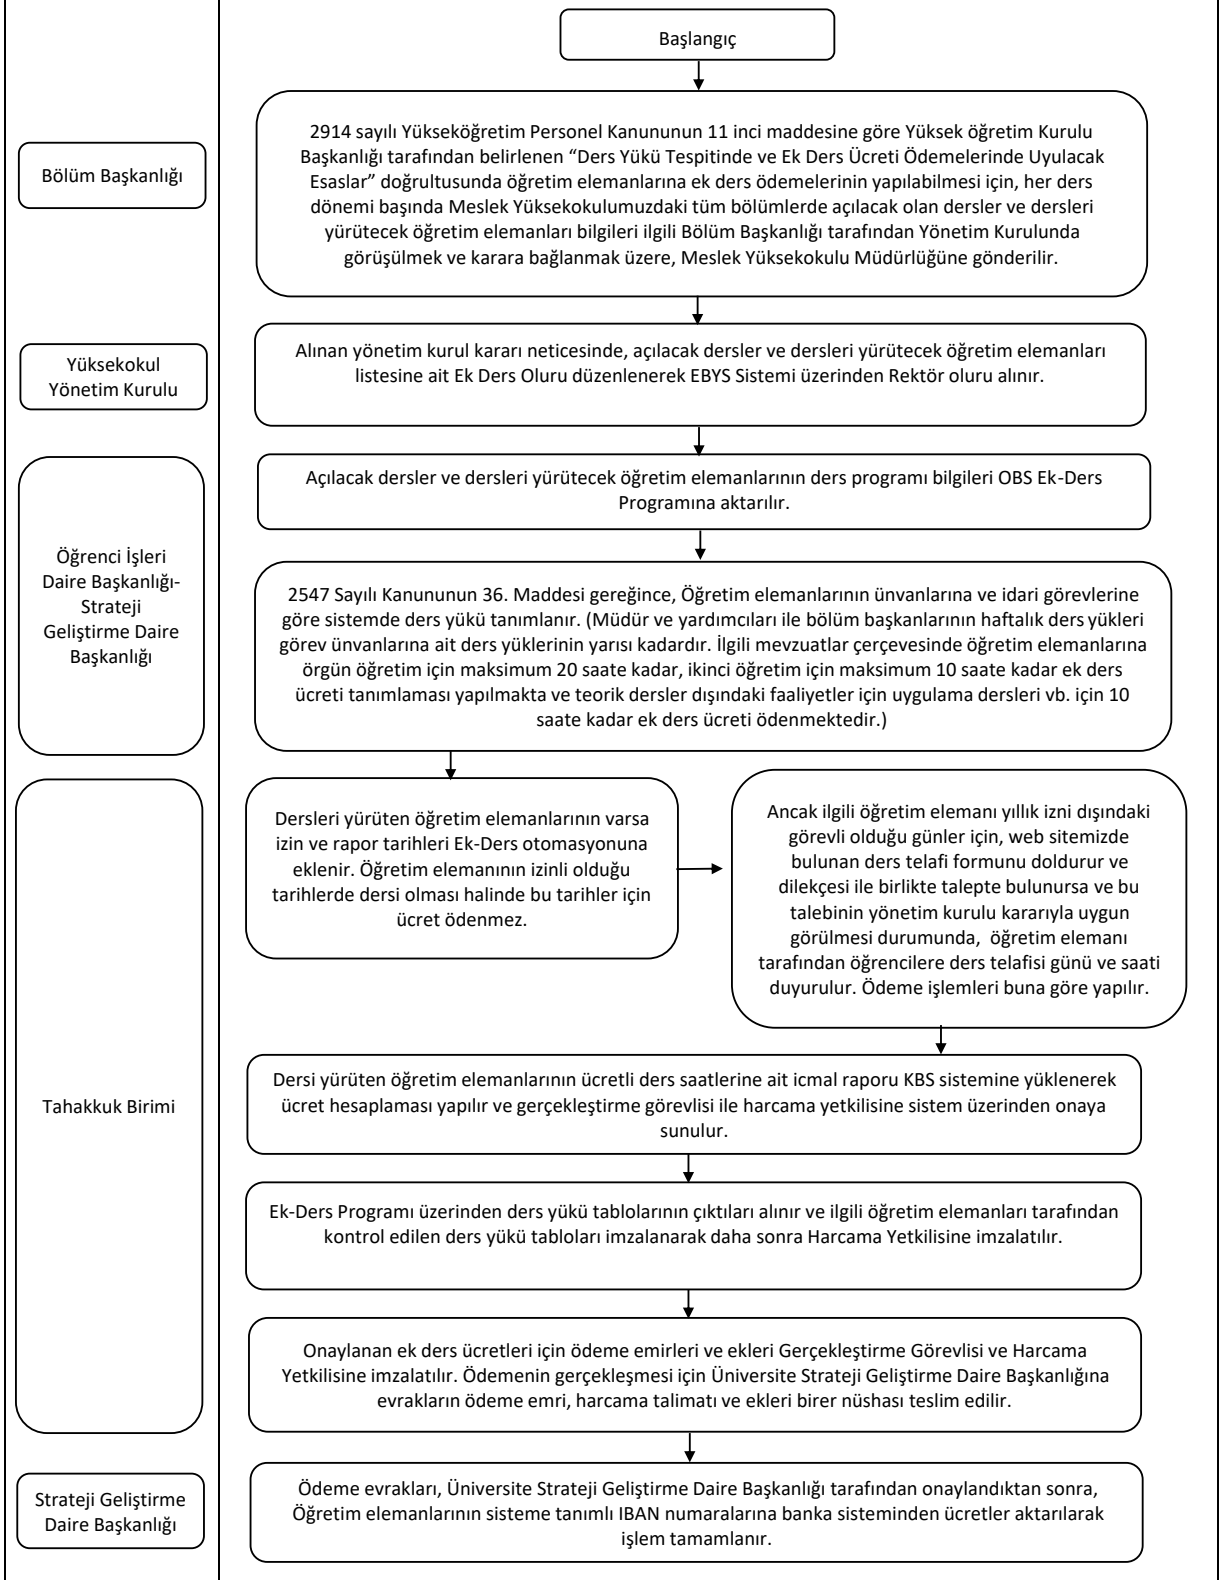 Başlangıç
Bölüm Başkanlığı
2914 sayılı Yükseköğretim Personel Kanununun 11 inci maddesine göre Yüksek öğretim Kurulu
Başkanlığı tarafından belirlenen “Ders Yükü Tespitinde ve Ek Ders Ücreti Ödemelerinde Uyulacak
Esaslar” doğrultusunda öğretim elemanlarına ek ders ödemelerinin yapılabilmesi için, her ders
dönemi başında Meslek Yüksekokulumuzdaki tüm bölümlerde açılacak olan dersler ve dersleri
yürütecek öğretim elemanları bilgileri ilgili Bölüm Başkanlığı tarafından Yönetim Kurulunda
görüşülmek ve karara bağlanmak üzere, Meslek Yüksekokulu Müdürlüğüne gönderilir.
Yüksekokul
Yönetim Kurulu
Alınan yönetim kurul kararı neticesinde, açılacak dersler ve dersleri yürütecek öğretim elemanları
listesine ait Ek Ders Oluru düzenlenerek EBYS Sistemi üzerinden Rektör oluru alınır.
Öğrenci İşleri
Daire Başkanlığı-
Strateji
Geliştirme Daire
Başkanlığı
Açılacak dersler ve dersleri yürütecek öğretim elemanlarının ders programı bilgileri OBS Ek-Ders
Programına aktarılır.
2547 Sayılı Kanununun 36. Maddesi gereğince, Öğretim elemanlarının ünvanlarına ve idari görevlerine
göre sistemde ders yükü tanımlanır. (Müdür ve yardımcıları ile bölüm başkanlarının haftalık ders yükleri
görev ünvanlarına ait ders yüklerinin yarısı kadardır. İlgili mevzuatlar çerçevesinde öğretim elemanlarına
örgün öğretim için maksimum 20 saate kadar, ikinci öğretim için maksimum 10 saate kadar ek ders
ücreti tanımlaması yapılmakta ve teorik dersler dışındaki faaliyetler için uygulama dersleri vb. için 10
saate kadar ek ders ücreti ödenmektedir.)
Tahakkuk Birimi
Dersleri yürüten öğretim elemanlarının varsa
izin ve rapor tarihleri Ek-Ders otomasyonuna
eklenir. Öğretim elemanının izinli olduğu
tarihlerde dersi olması halinde bu tarihler için
ücret ödenmez.
Ancak ilgili öğretim elemanı yıllık izni dışındaki
görevli olduğu günler için, web sitemizde
bulunan ders telafi formunu doldurur ve
dilekçesi ile birlikte talepte bulunursa ve bu
talebinin yönetim kurulu kararıyla uygun
görülmesi durumunda, öğretim elemanı
tarafından öğrencilere ders telafisi günü ve saati
duyurulur. Ödeme işlemleri buna göre yapılır.
Dersi yürüten öğretim elemanlarının ücretli ders saatlerine ait icmal raporu KBS sistemine yüklenerek
ücret hesaplaması yapılır ve gerçekleştirme görevlisi ile harcama yetkilisine sistem üzerinden onaya
sunulur.
Ek-Ders Programı üzerinden ders yükü tablolarının çıktıları alınır ve ilgili öğretim elemanları tarafından
kontrol edilen ders yükü tabloları imzalanarak daha sonra Harcama Yetkilisine imzalatılır.
Onaylanan ek ders ücretleri için ödeme emirleri ve ekleri Gerçekleştirme Görevlisi ve Harcama
Yetkilisine imzalatılır. Ödemenin gerçekleşmesi için Üniversite Strateji Geliştirme Daire Başkanlığına
evrakların ödeme emri, harcama talimatı ve ekleri birer nüshası teslim edilir.
Strateji Geliştirme
Daire Başkanlığı
Ödeme evrakları, Üniversite Strateji Geliştirme Daire Başkanlığı tarafından onaylandıktan sonra,
Öğretim elemanlarının sisteme tanımlı IBAN numaralarına banka sisteminden ücretler aktarılarak
işlem tamamlanır.